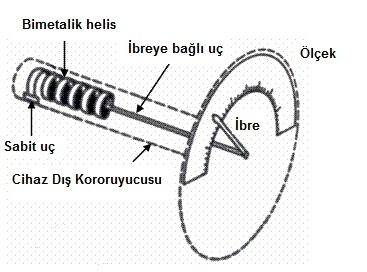 Bimetalik helis
İbreye bağlı uç
Ölçek
İbre
Sabit uç
Cihaz Dış Kororuyucusu